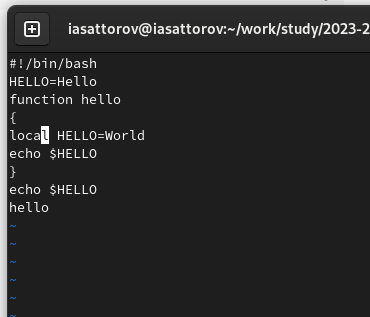 iasattorov@iasattorov:~/work/study/2023-2
#!/bin/bash
HELLO=Hello
function hello
{
local HELLO=World
echo $HELLO
}
echo $HELLO
hello
~
~
~
~
~
~